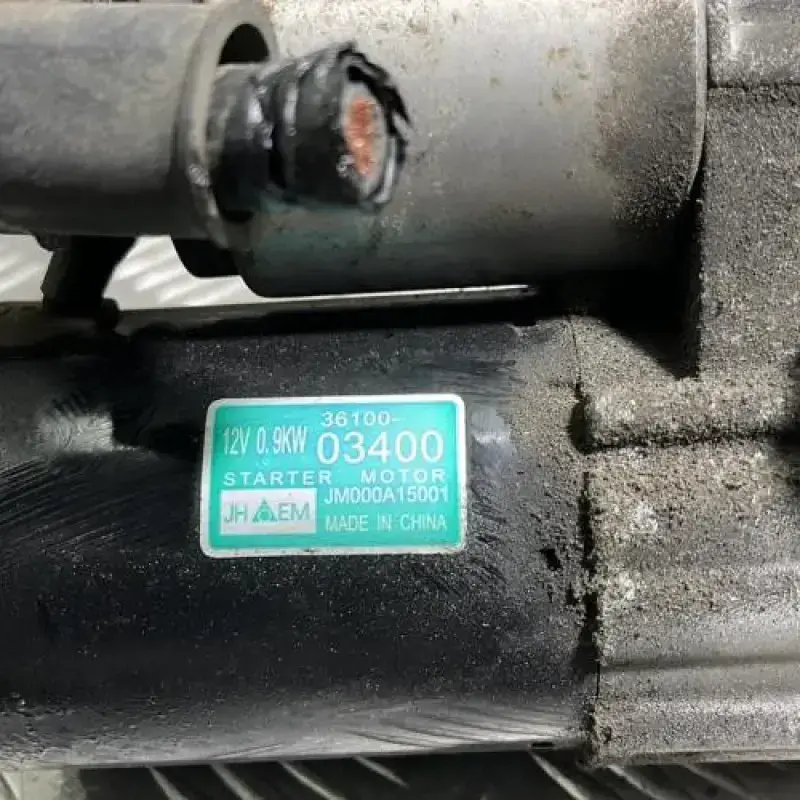 36100-
12V 0.9KW 03400
STARTER MOTOR
JM000A15001
JH EM
MADE IN CHINA